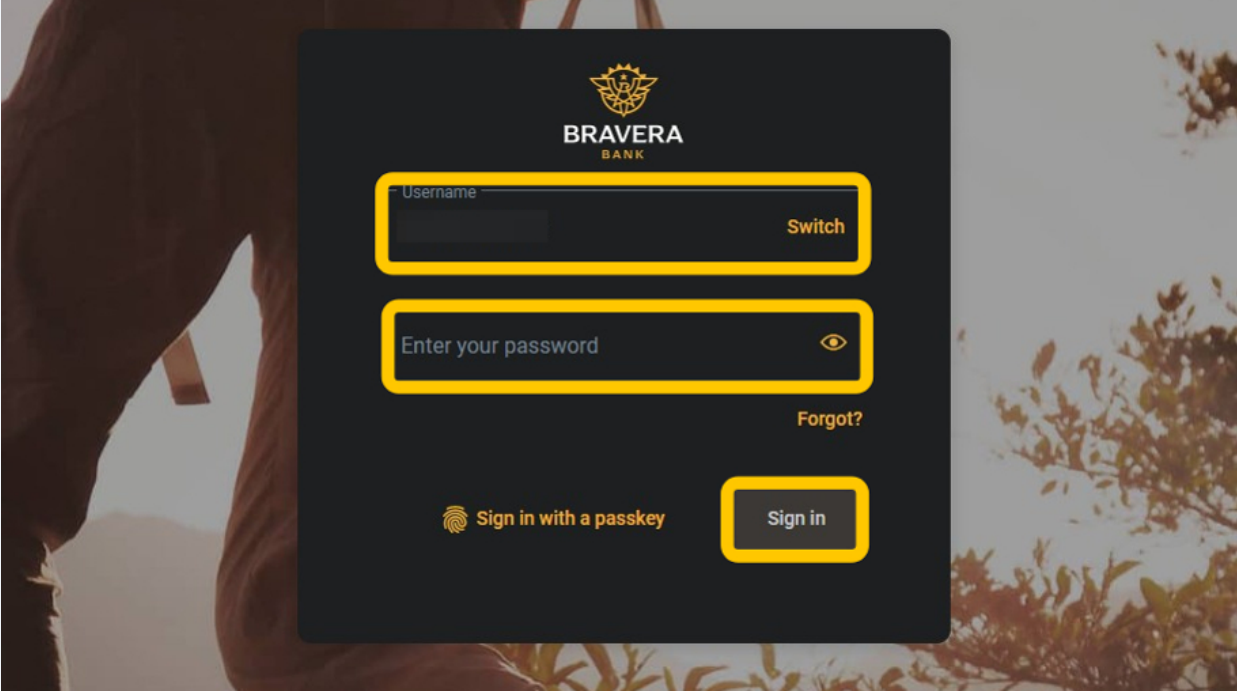 BRAVERA
BANK
Username
Switch
Enter your password
Forgot?
Sign in with a passkey
Sign in